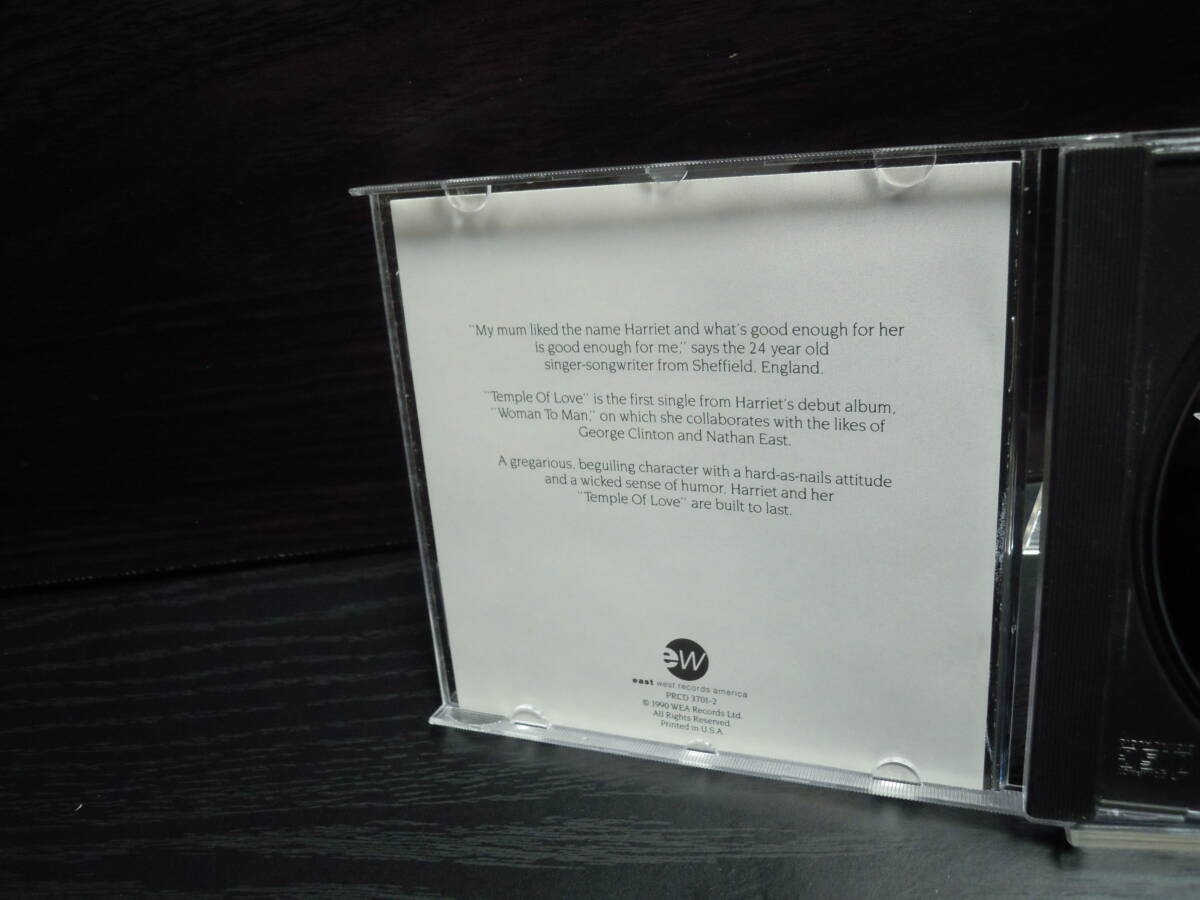 "My mum liked the name Harriet and what's good enough for her
is good enough for me," says the 24 year old
singer-songwriter from Sheffield, England.
"Temple Of Love" is the first single from Harriet's debut album,
"Woman To Man," on which she collaborates with the likes of
George Clinton and Nathan East.
A gregarious, beguiling character with a hard-as-nails attitude
and a wicked sense of humor, Harriet and her
"Temple Of Love" are built to last.
ew
east west records america
PRCD 3701-2
© 1990 WEA Records Ltd.
All Rights Reserved.
Printed in U.S.A.